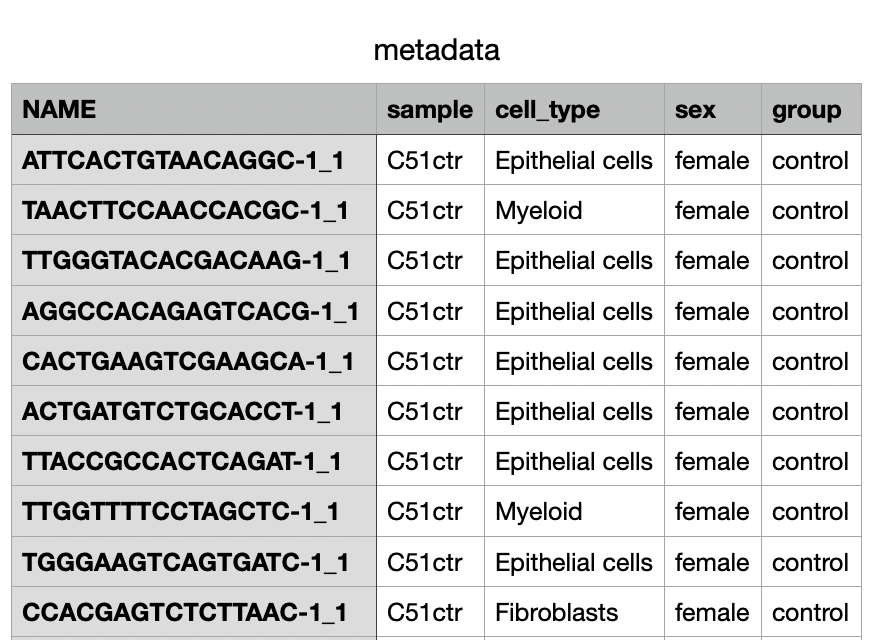 metadata
NAME sample cell_type sex group
ATTCACTGTAACAGGC-1_1 C51ctr Epithelial cells female control
TAACTTCCAACCACGC-1_1 C51ctr Myeloid female control
TTGGGTACACGACAAG-1_1 C51ctr Epithelial cells female control
AGGCCACAGAGTCACG-1_1 C51ctr Epithelial cells female control
CACTGAAGTCGAAGCA-1_1 C51ctr Epithelial cells female control
ACTGATGTCTGCACCT-1_1 C51ctr Epithelial cells female control
TTACCGCCACTCAGAT-1_1 C51ctr Epithelial cells female control
TTGGTTTTCCTAGCTC-1_1 C51ctr Myeloid female control
TGGGAAGTCAGTGATC-1_1 C51ctr Epithelial cells female control
CCACGAGTCTCTTAAC-1_1 C51ctr Fibroblasts female control